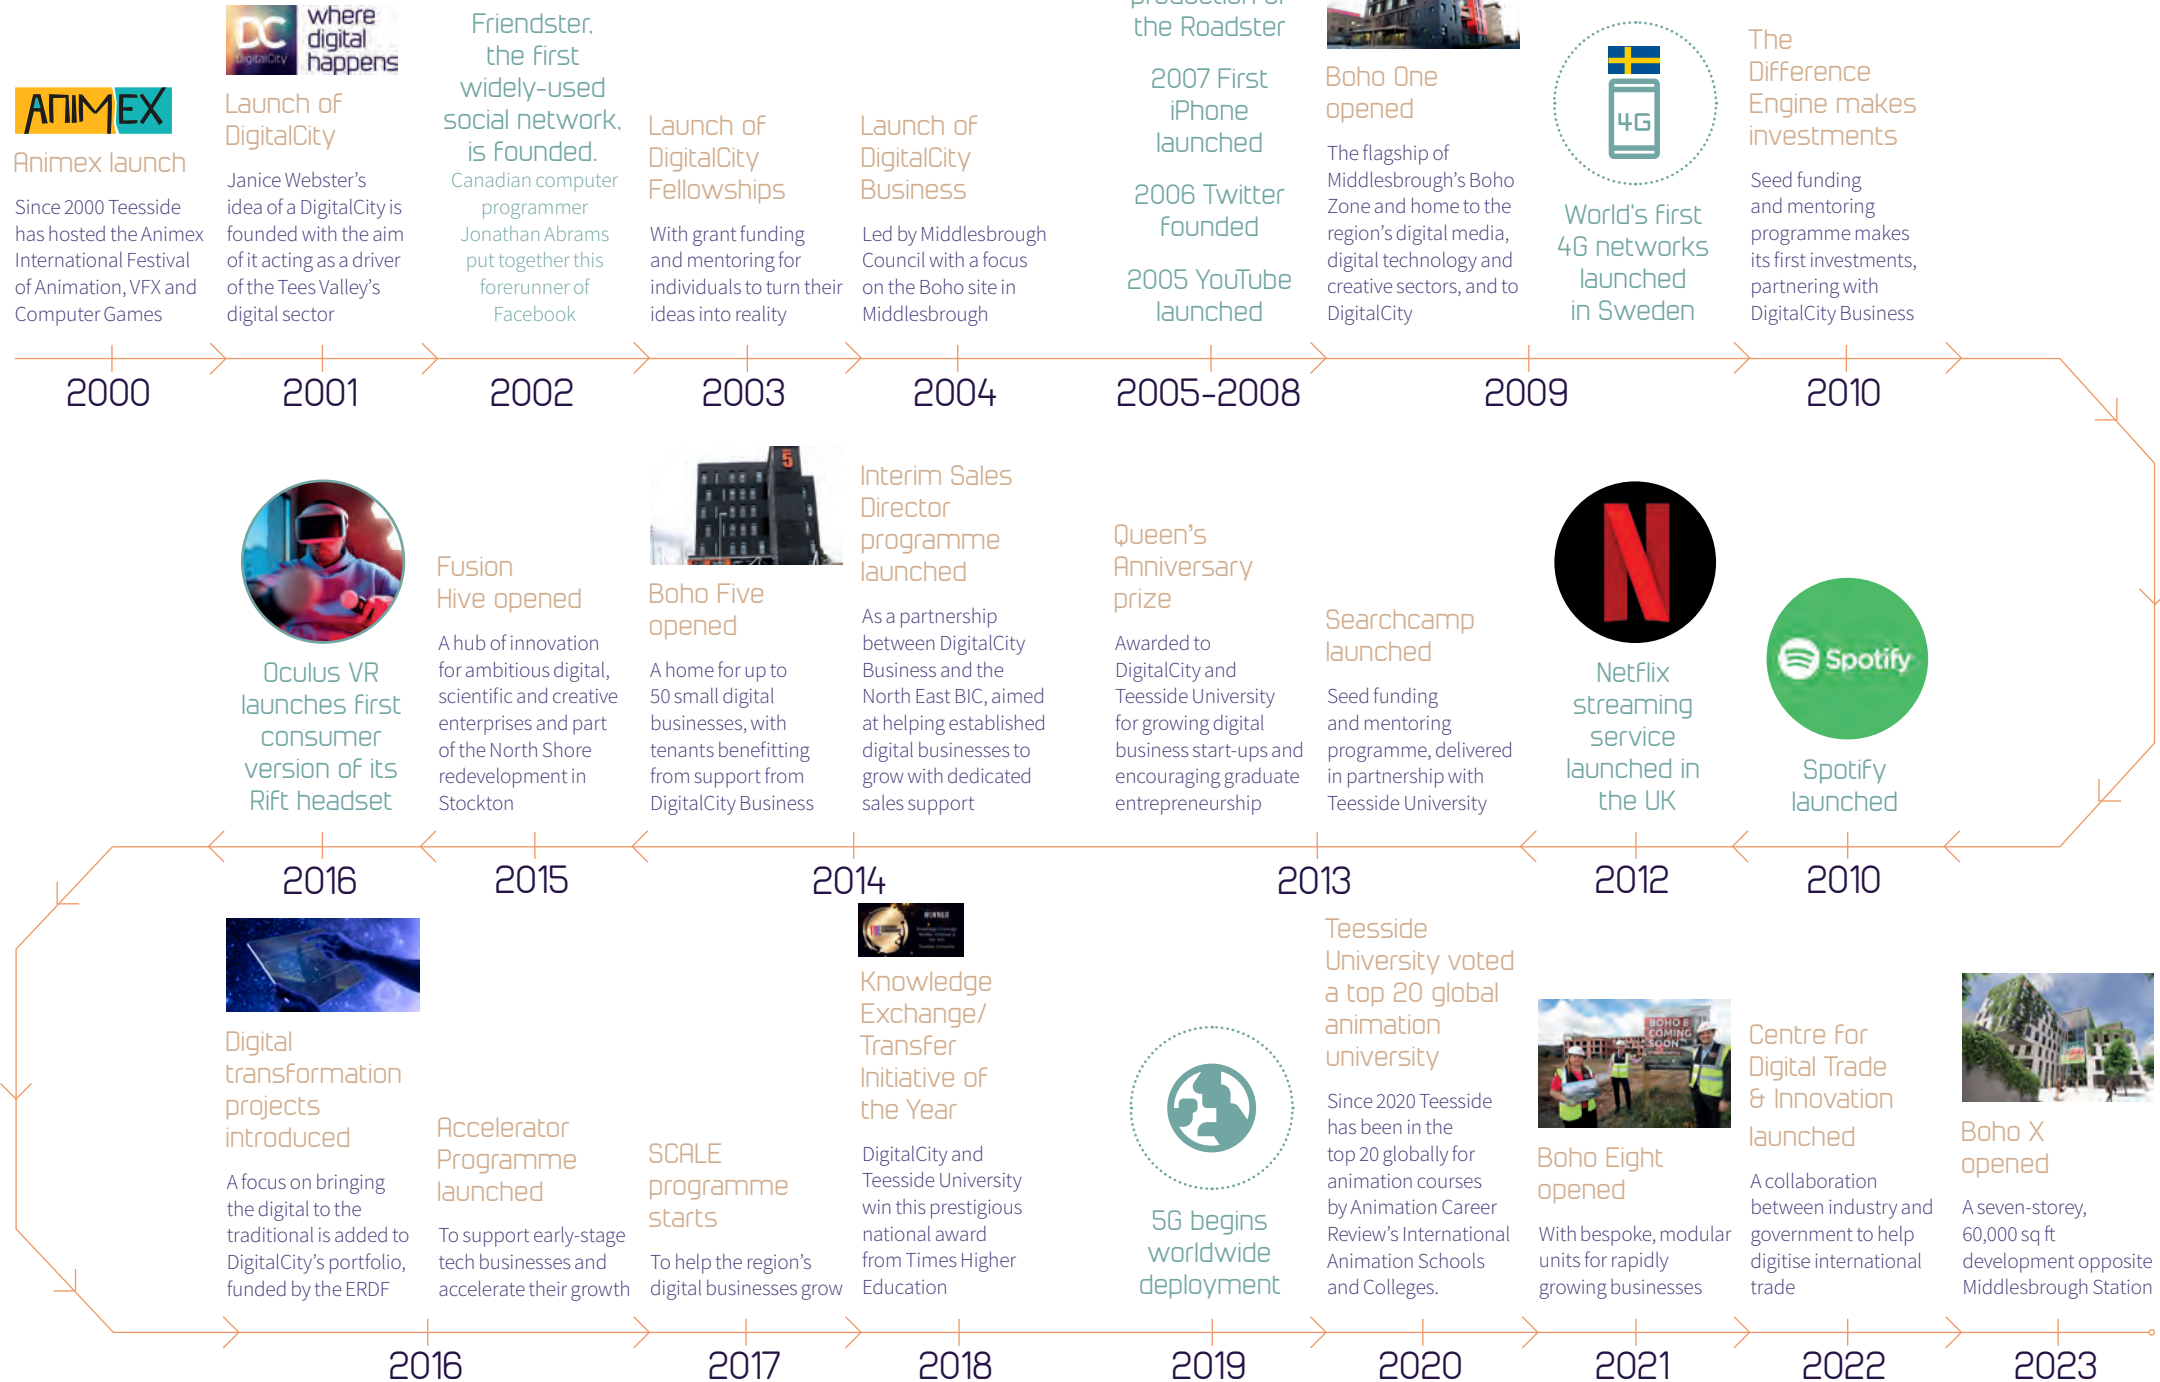 ANIMEX
Animex launch
Since 2000 Teesside
has hosted the Animex
International Festival
of Animation, VFX and
Computer Games
2000
DC
DigitalCity
where
digital
happens
Launch of
DigitalCity
Janice Webster's
idea of a DigitalCity is
founded with the aim
of it acting as a driver
of the Tees Valley's
digital sector
2001
Friendster,
the first
widely-used
social network,
is founded.
Canadian computer
programmer
Jonathan Abrams
put together this
forerunner of
Facebook
2002
Launch of
DigitalCity
Fellowships
With grant funding
and mentoring for
individuals to turn their
ideas into reality
2003
Launch of
DigitalCity
Business
Led by Middlesbrough
Council with a focus
on the Boho site in
Middlesbrough
2004
production of
the Roadster
2007 First
iPhone
launched
2006 Twitter
founded
2005 YouTube
launched
2005-2008
Boho One
opened
The flagship of
Middlesbrough's Boho
Zone and home to the
region's digital media,
digital technology and
creative sectors, and to
DigitalCity
4G
World's first
4G networks
launched
in Sweden
2009
The
Difference
Engine makes
investments
Seed funding
and mentoring
programme makes
its first investments,
partnering with
DigitalCity Business
2010
Oculus VR
launches first
consumer
version of its
Rift headset
2016
Fusion
Hive opened
A hub of innovation
for ambitious digital,
scientific and creative
enterprises and part
of the North Shore
redevelopment in
Stockton
2015
5
Boho Five
opened
A home for up to
50 small digital
businesses, with
tenants benefitting
from support from
DigitalCity Business
Interim Sales
Director
programme
launched
As a partnership
between DigitalCity
Business and the
North East BIC, aimed
at helping established
digital businesses to
grow with dedicated
sales support
2014
Queen's
Anniversary
prize
Awarded to
DigitalCity and
Teesside University
for growing digital
business start-ups and
encouraging graduate
entrepreneurship
Searchcamp
launched
Seed funding
and mentoring
programme, delivered
in partnership with
Teesside University
2013
N
Netflix
streaming
service
launched in
the UK
2012
Spotify
Spotify
launched
2010
Digital
transformation
projects
introduced
A focus on bringing
the digital to the
traditional is added to
DigitalCity's portfolio,
funded by the ERDF
Accelerator
Programme
launched
To support early-stage
tech businesses and
accelerate their growth
2016
SCALE
programme
starts
To help the region's
digital businesses grow
2017
WINNER
Knowledge
Exchange/
Transfer
Initiative of
the Year
DigitalCity and
Teesside University
win this prestigious
national award
from Times Higher
Education
2018
5G begins
worldwide
deployment
2019
Teesside
University voted
a top 20 global
animation
university
Since 2020 Teesside
has been in the
top 20 globally for
animation courses
by Animation Career
Review's International
Animation Schools
and Colleges.
2020
BOHO 8
COMING
SOON
Boho Eight
opened
With bespoke, modular
units for rapidly
growing businesses
2021
Centre for
Digital Trade
& Innovation
launched
A collaboration
between industry and
government to help
digitise international
trade
2022
Boho X
opened
A seven-storey,
60,000 sq ft
development opposite
Middlesbrough Station
2023